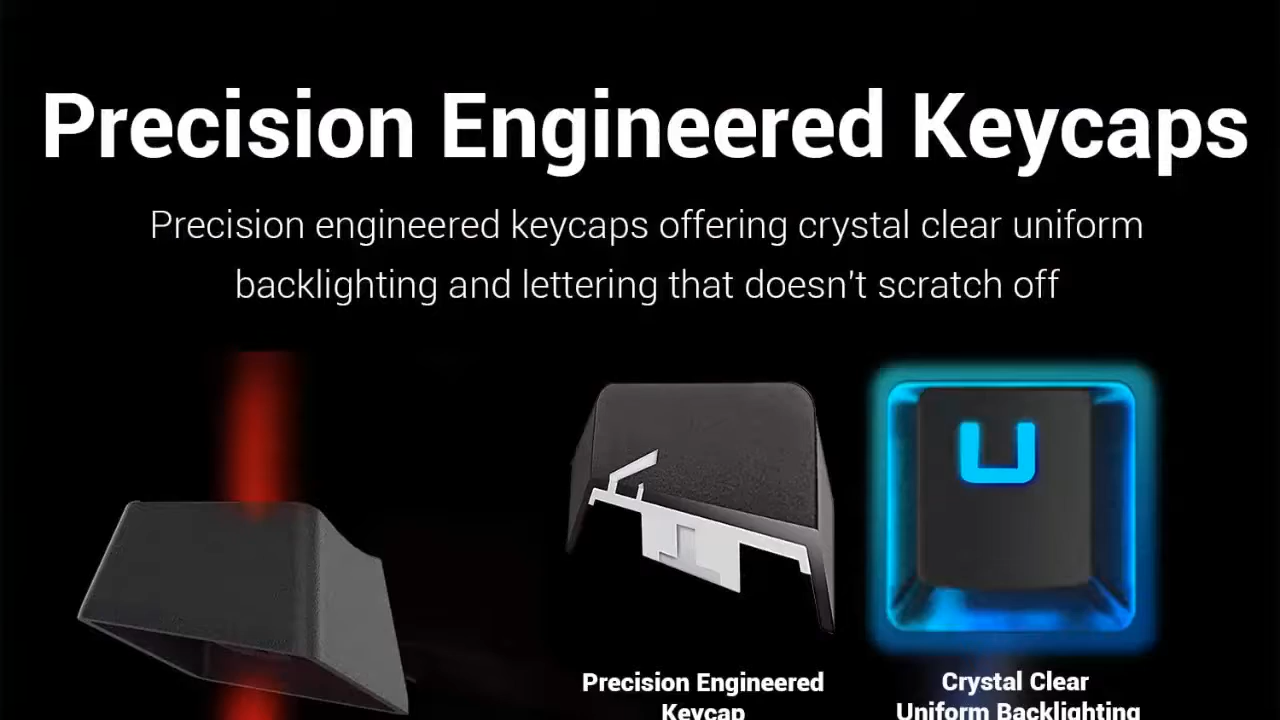 Precision Engineered Keycaps
Precision engineered keycaps offering crystal clear uniform
backlighting and lettering that doesn't scratch off
U
Precision Engineered
Keycap
Crystal Clear
Uniform Backlighting